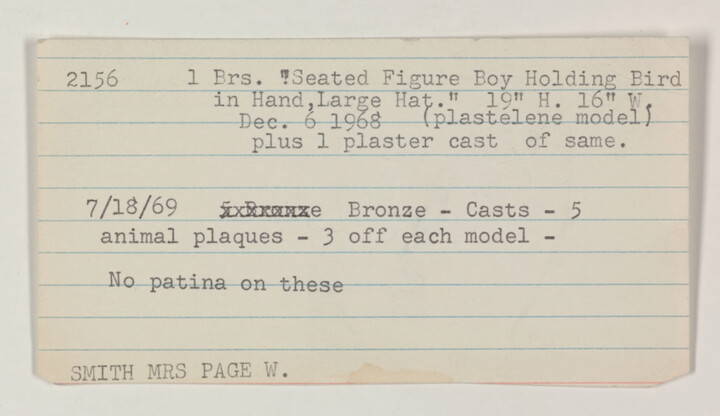 2156 1 Brs. "Seated Figure Boy Holding Bird
in Hand,Large Hat." 19" H. 16" W.
Dec. 6 1968 (plastelene model)
plus 1 plaster cast of same.
7/18/69 Bronze - Casts - 5
animal plaques - 3 off each model -
No patina on these
SMITH MRS PAGE W.